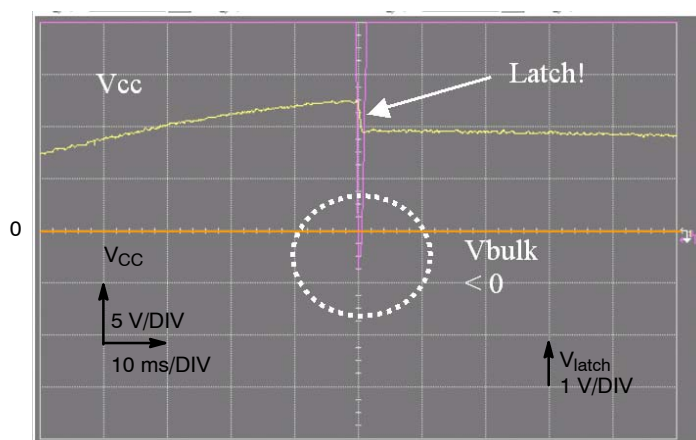 Vcc
Latch!
0
VCC
5 V/DIV
10 ms/DIV
Vbulk
< 0
Vlatch
1 V/DIV